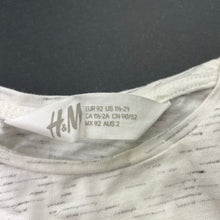 H&M
EUR 92 US 1½-2Y
CA 1½-2A CN 90/52
MX 92 AUS 2